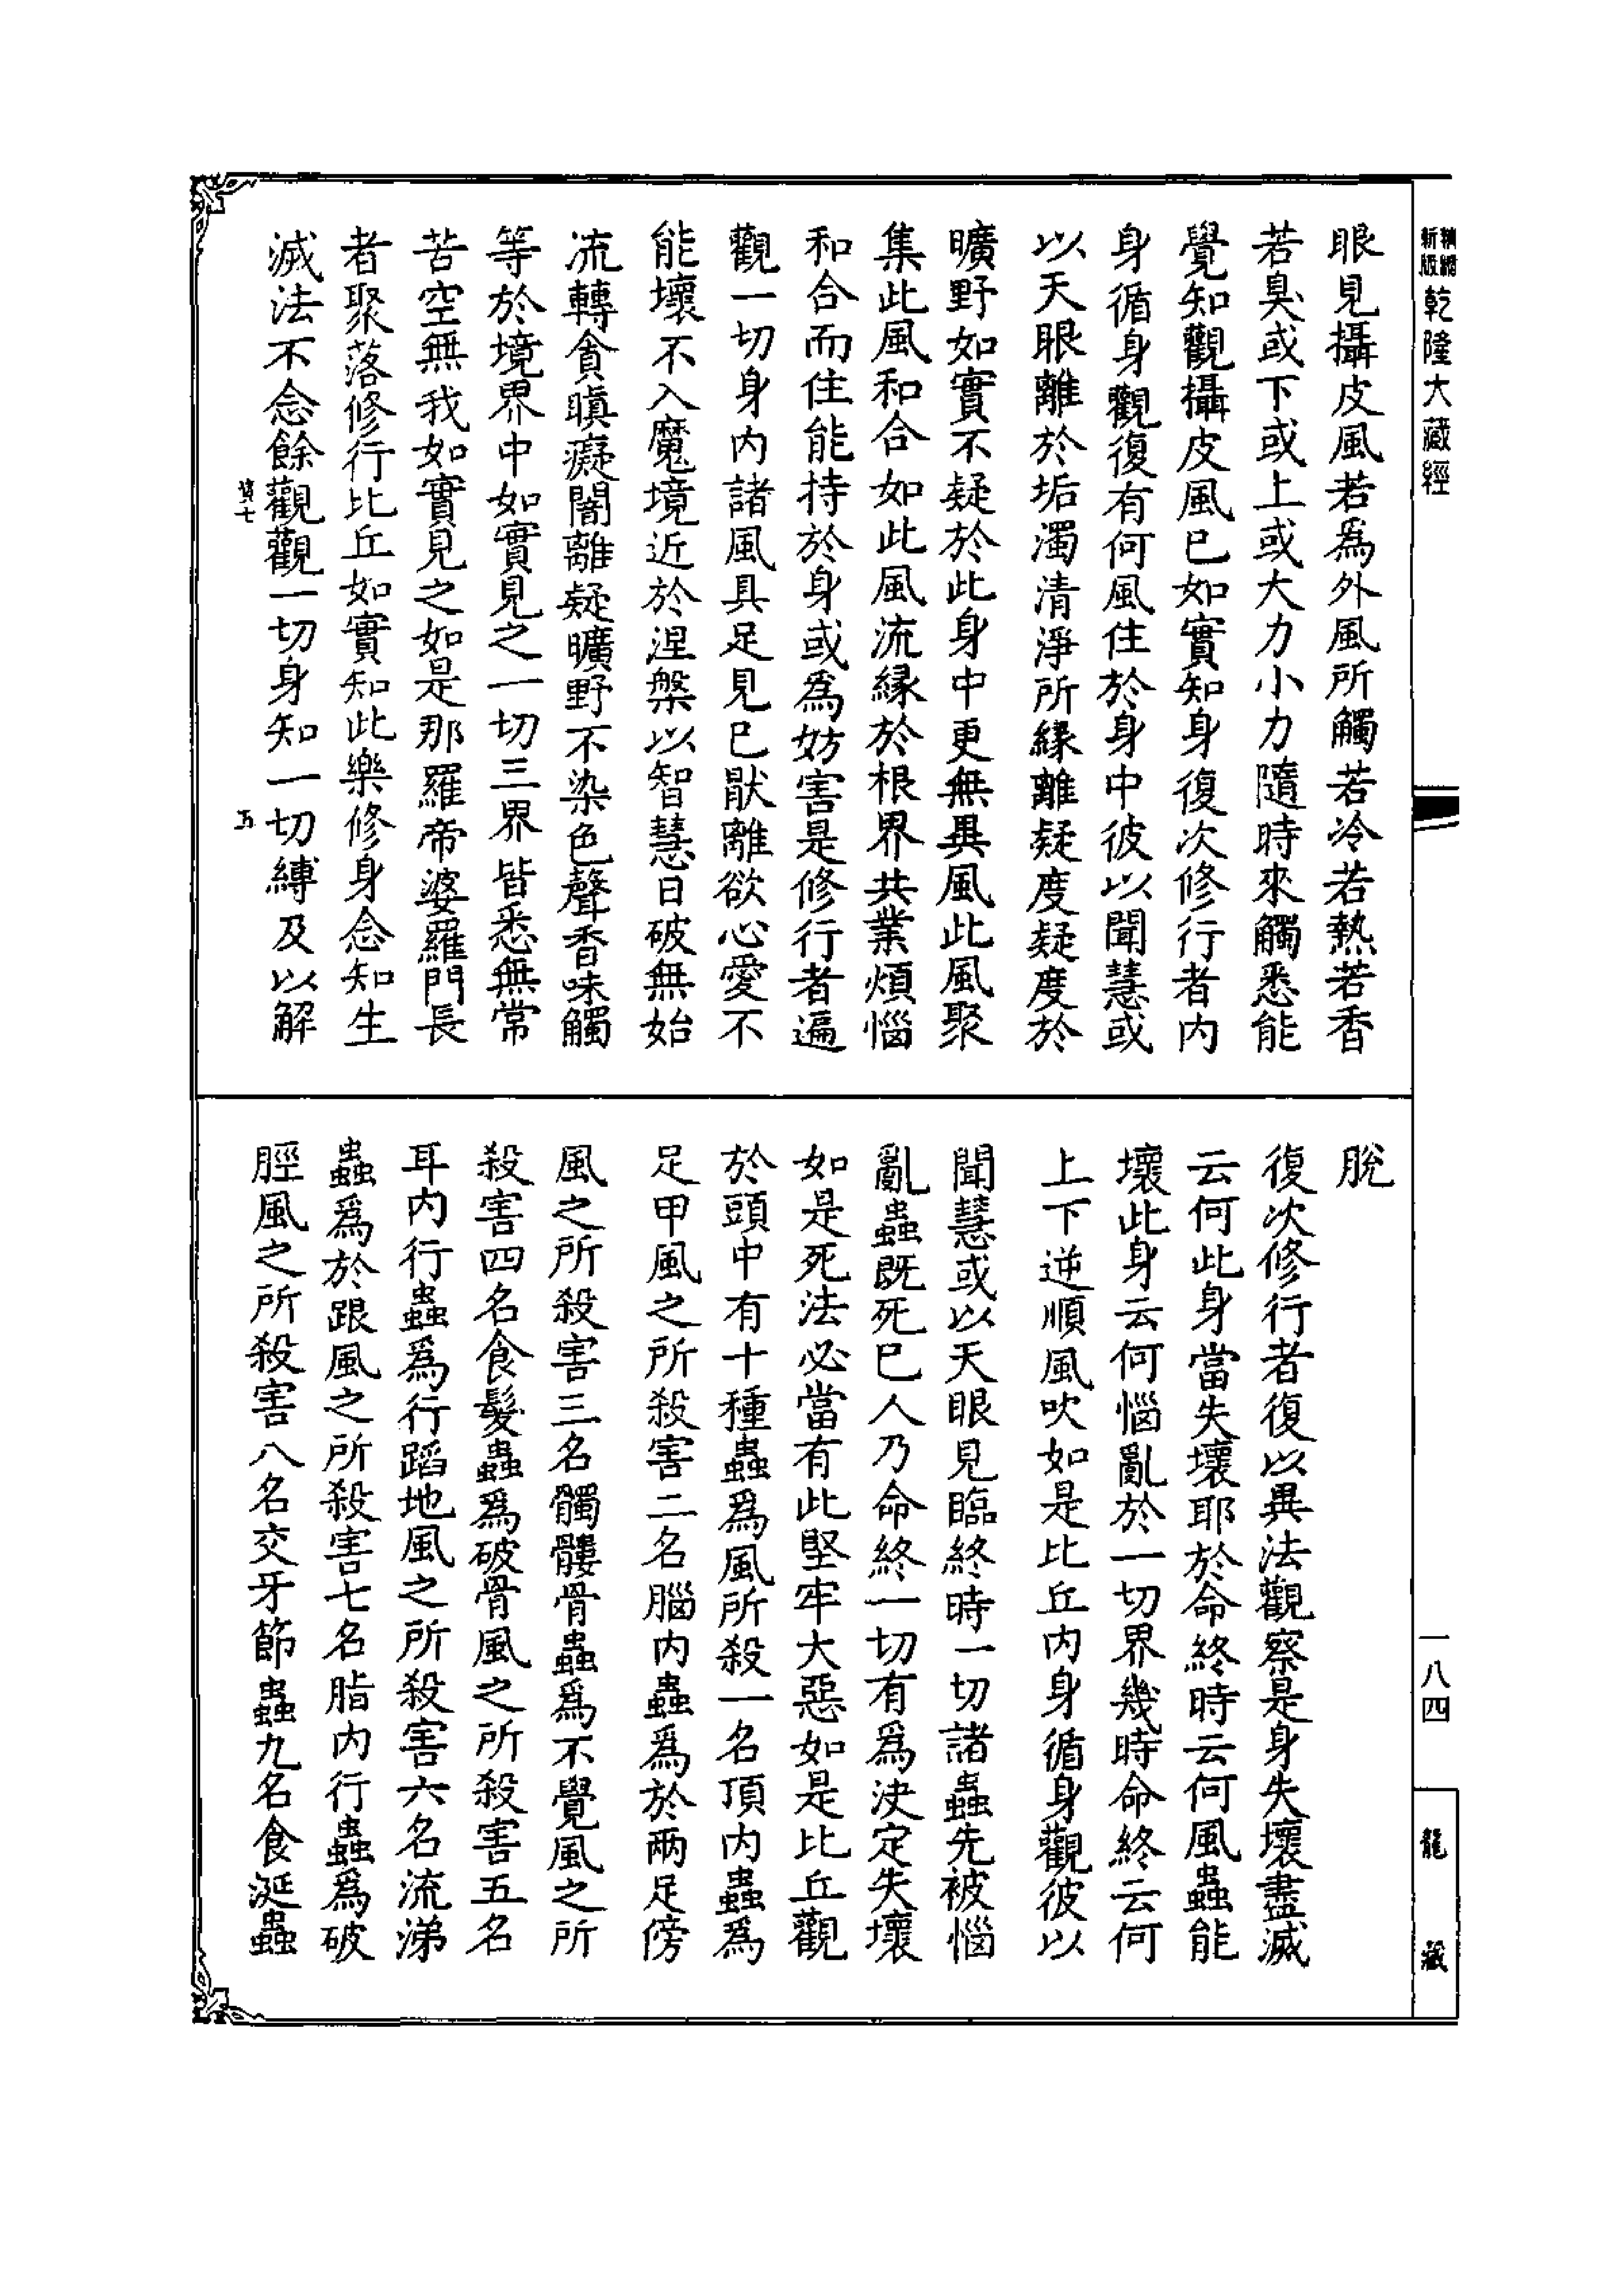 新版
乾隆大藏經
一八四
龍藏
眼見攝皮風若爲外風所觸若冷若熱若香
若臭或下或上或大力小力隨時來觸悉能
覺知觀攝皮風已如實知身復次修行者内
身循身觀復有何風住於身中彼以聞慧或
以天眼離於垢濁清淨所緣離疑度疑度於
曠野如實不疑於此身中更無異風此風聚
集此風和合如此風流緣於根界共業煩惱
和合而住能持於身或爲妨害是修行者遍
觀一切身内諸風具足見已猒離欲心愛不
能壞不入魔境近於涅槃以智慧日破無始
流轉貪瞋癡闇離疑曠野不染色聲香味觸
等於境界中如實見之一切三界皆悉無常
苦空無我如實見之如是那羅帝婆羅門長
者聚落修行比丘如實知此樂修身念知生
滅法不念餘觀觀一切身知一切縛及以解
脫
復次修行者復以異法觀察是身失壞盡滅
云何此身當失壞耶於命終時云何風蟲能
壞此身云何惱亂於一切界幾時命終云何
上下逆順風吹如是比丘内身循身觀彼以
聞慧或以天眼見臨終時一切諸蟲先被惱
亂蟲既死已人乃命終一切有爲決定失壞
如是死法必當有此堅牢大惡如是比丘觀
於頭中有十種蟲爲風所殺一名頂内蟲爲
足甲風之所殺害二名腦内蟲爲於兩足傍
風之所殺害三名髑髏骨蟲爲不覺風之所
殺害四名食髮蟲爲破骨風之所殺害五名
耳内行蟲爲行蹈地風之所殺害六名流涕
蟲爲於跟風之所殺害七名脂内行蟲爲破
脛風之所殺害八名交牙節蟲九名食涎蟲
七
五